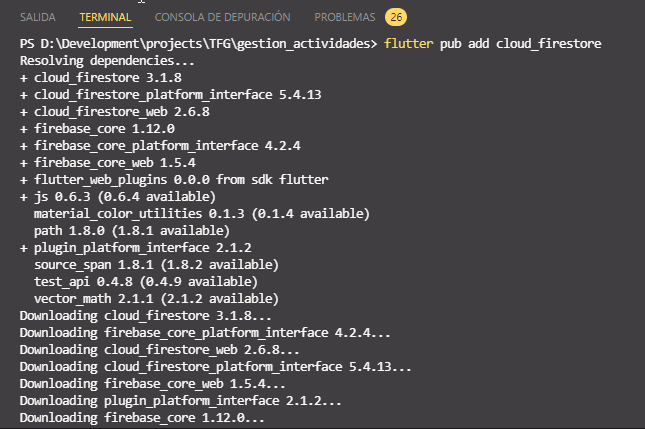 SALIDA TERMINAL CONSOLA DE DEPURACIÓN PROBLEMAS 26
PS D:\Development\projects\TFG\gestion_actividades> flutter pub add cloud_firestore
Resolving dependencies...
+ cloud_firestore 3.1.8
+ cloud_firestore_platform_interface 5.4.13
+ cloud_firestore_web 2.6.8
+ firebase_core 1.12.0
+ firebase_core_platform_interface 4.2.4
+ firebase_core_web 1.5.4
+ flutter_web_plugins 0.0.0 from sdk flutter
+ js 0.6.3 (0.6.4 available)
  material_color_utilities 0.1.3 (0.1.4 available)
  path 1.8.0 (1.8.1 available)
+ plugin_platform_interface 2.1.2
  source_span 1.8.1 (1.8.2 available)
  test_api 0.4.8 (0.4.9 available)
  vector_math 2.1.1 (2.1.2 available)
Downloading cloud_firestore 3.1.8...
Downloading firebase_core_platform_interface 4.2.4...
Downloading cloud_firestore_web 2.6.8...
Downloading cloud_firestore_platform_interface 5.4.13...
Downloading firebase_core_web 1.5.4...
Downloading plugin_platform_interface 2.1.2...
Downloading firebase_core 1.12.0...